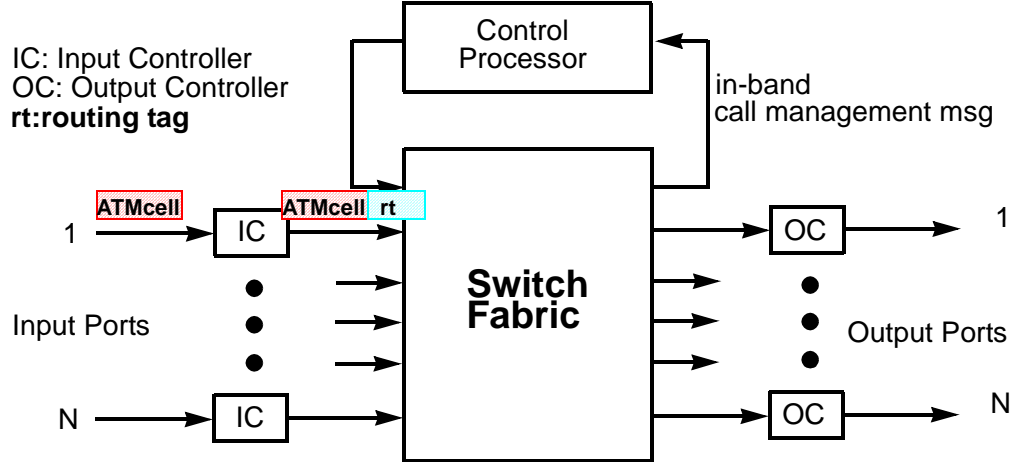 IC: Input Controller
OC: Output Controller
rt:routing tag
Control
Processor
in-band
call management msg
ATMcell
ATMcell rt
1
IC
Switch
Fabric
OC
1
Input Ports
Output Ports
N
IC
OC
N